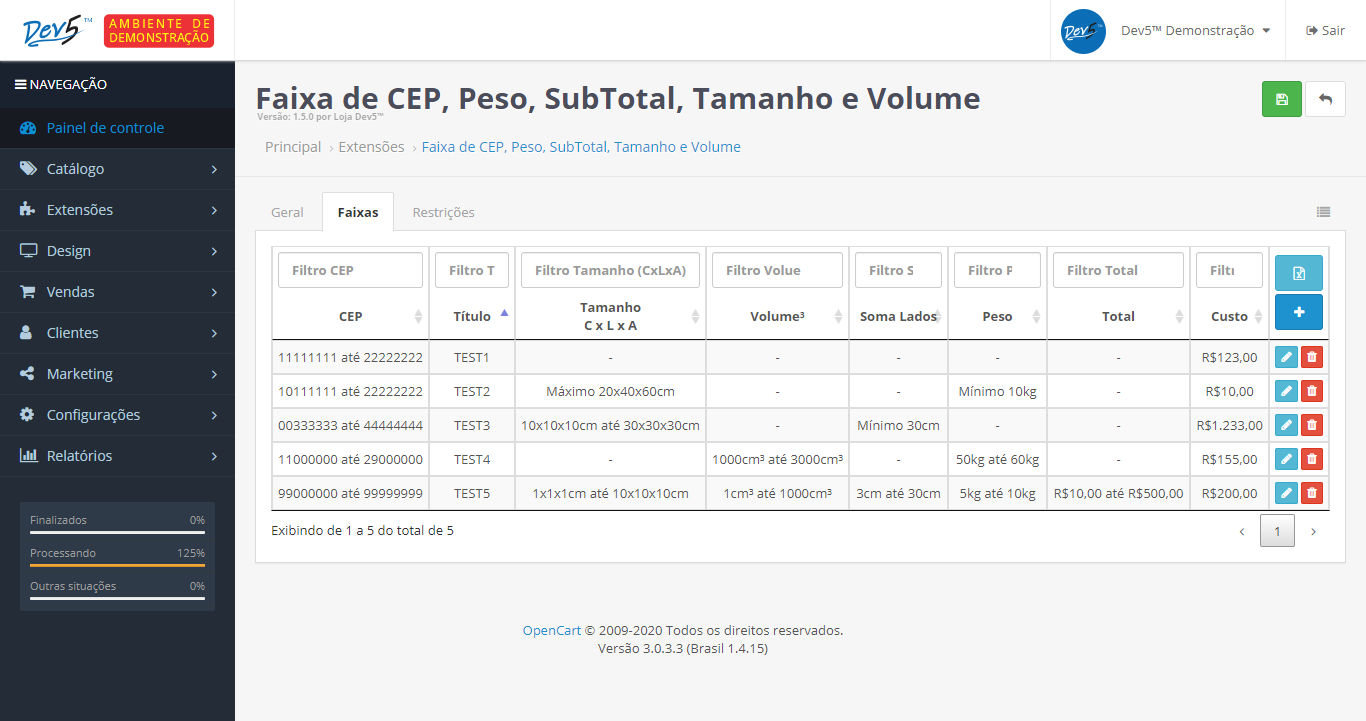 Dev5™
AMBIENTE DE
DEMONSTRAÇÃO
Dev5™
Dev5™ Demonstração
Sair
NAVEGAÇÃO
Painel de controle
Catálogo
Extensões
Design
Vendas
Clientes
Marketing
Configurações
Relatórios
Finalizados 0%
Processando 125%
Outras situações 0%
Faixa de CEP, Peso, SubTotal, Tamanho e Volume
Versão: 1.5.0 por Loja Dev5™
Principal › Extensões › Faixa de CEP, Peso, SubTotal, Tamanho e Volume
Geral Faixas Restrições
Filtro CEP Filtro T Filtro Tamanho (CxLxA) Filtro Volue Filtro S Filtro P Filtro Total Filtr
CEP Título Tamanho C x L x A Volume³ Soma Lados Peso Total Custo
11111111 até 22222222 TEST1 - - - - - R$123,00
10111111 até 22222222 TEST2 Máximo 20x40x60cm - - Mínimo 10kg - R$10,00
00333333 até 44444444 TEST3 10x10x10cm até 30x30x30cm - Mínimo 30cm - - R$1.233,00
11000000 até 29000000 TEST4 - 1000cm³ até 3000cm³ - 50kg até 60kg - R$155,00
99000000 até 99999999 TEST5 1x1x1cm até 10x10x10cm 1cm³ até 1000cm³ 3cm até 30cm 5kg até 10kg R$10,00 até R$500,00 R$200,00
Exibindo de 1 a 5 do total de 5
‹ 1 ›
OpenCart © 2009-2020 Todos os direitos reservados.
Versão 3.0.3.3 (Brasil 1.4.15)